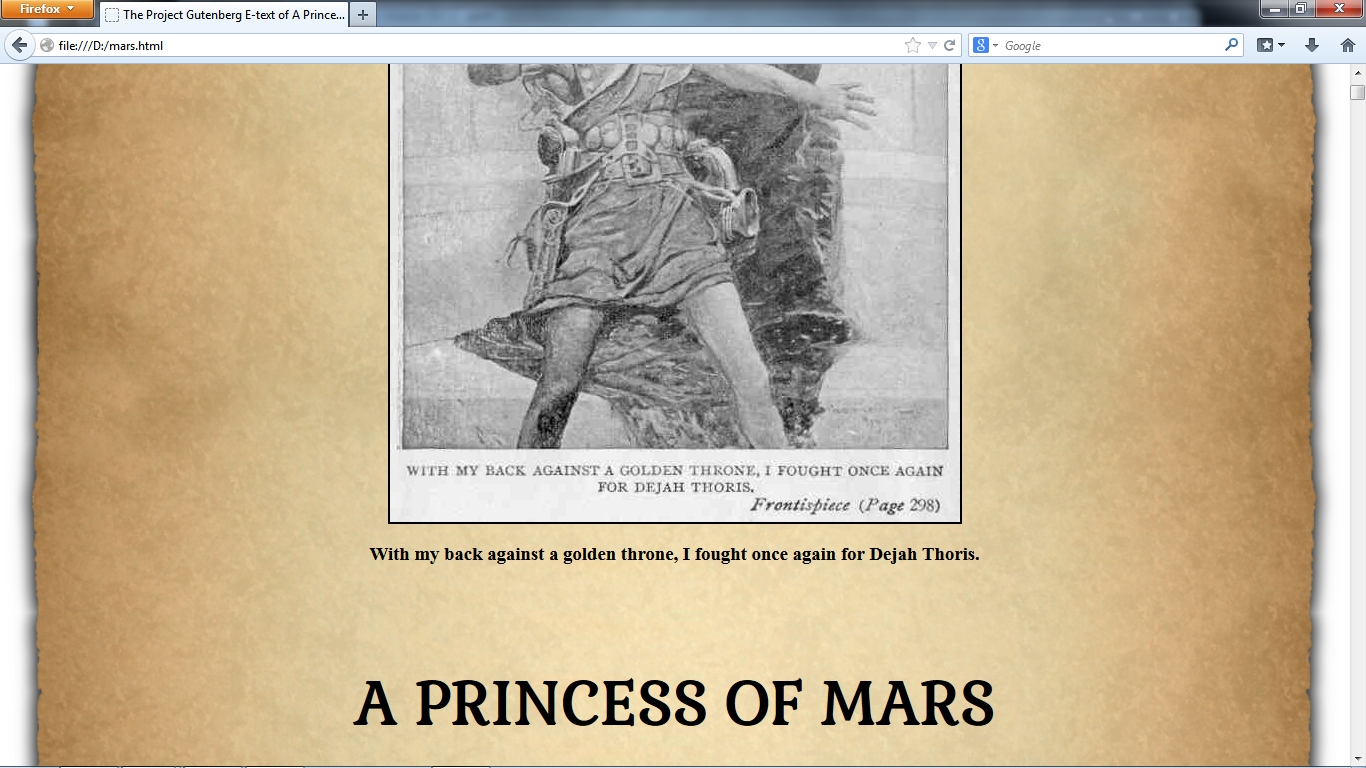 Firefox
The Project Gutenberg E-text of A Prince...
file:///D:/mars.html
Google
WITH MY BACK AGAINST A GOLDEN THRONE, I FOUGHT ONCE AGAIN
FOR DEJAH THORIS.
Frontispiece (Page 298)
With my back against a golden throne, I fought once again for Dejah Thoris.
A PRINCESS OF MARS